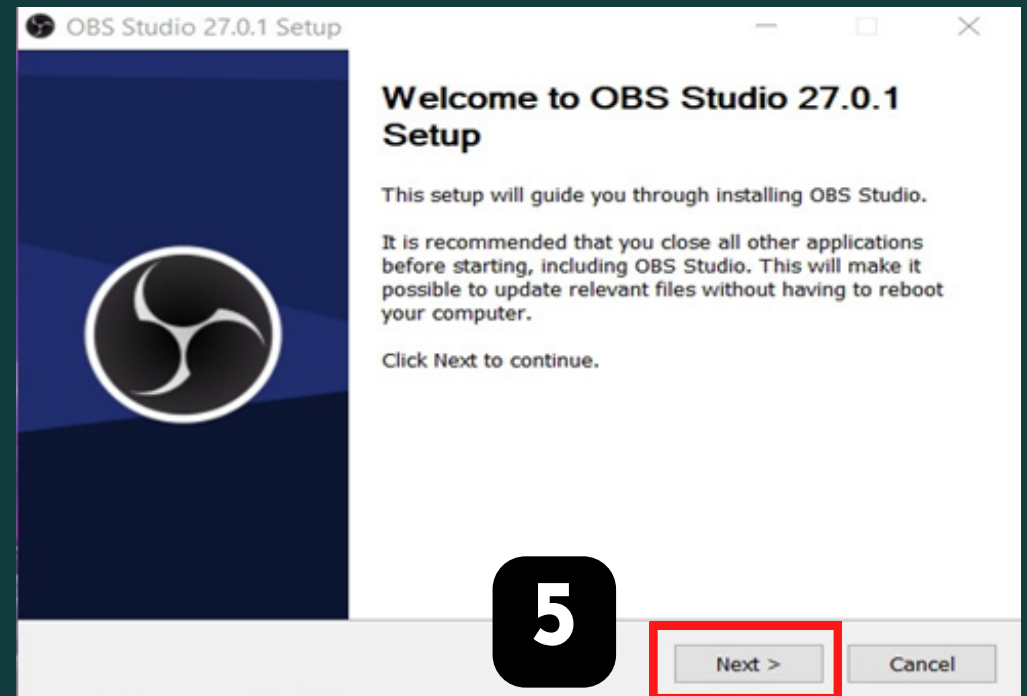 OBS Studio 27.0.1 Setup
Welcome to OBS Studio 27.0.1
Setup
This setup will guide you through installing OBS Studio.
It is recommended that you close all other applications
before starting, including OBS Studio. This will make it
possible to update relevant files without having to reboot
your computer.
Click Next to continue.
5
Next >
Cancel